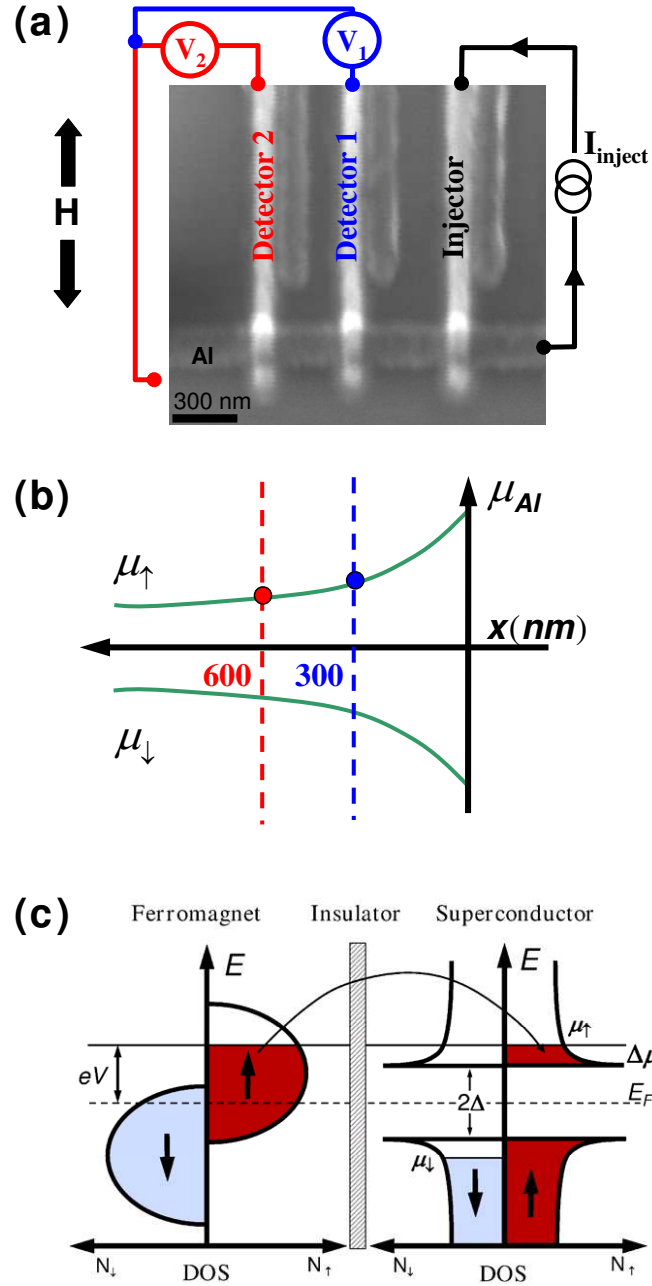 (a)
V2
V1
Iinject
H
Detector 2
Detector 1
Injector
Al
300 nm
(b)
μAl
μ↑
x(nm)
600
300
μ↓
(c)
Ferromagnet
Insulator
Superconductor
E
E
μ↑
Δμ
eV
2Δ
EF
μ↓
N↓
DOS
N↑
N↓
DOS
N↑